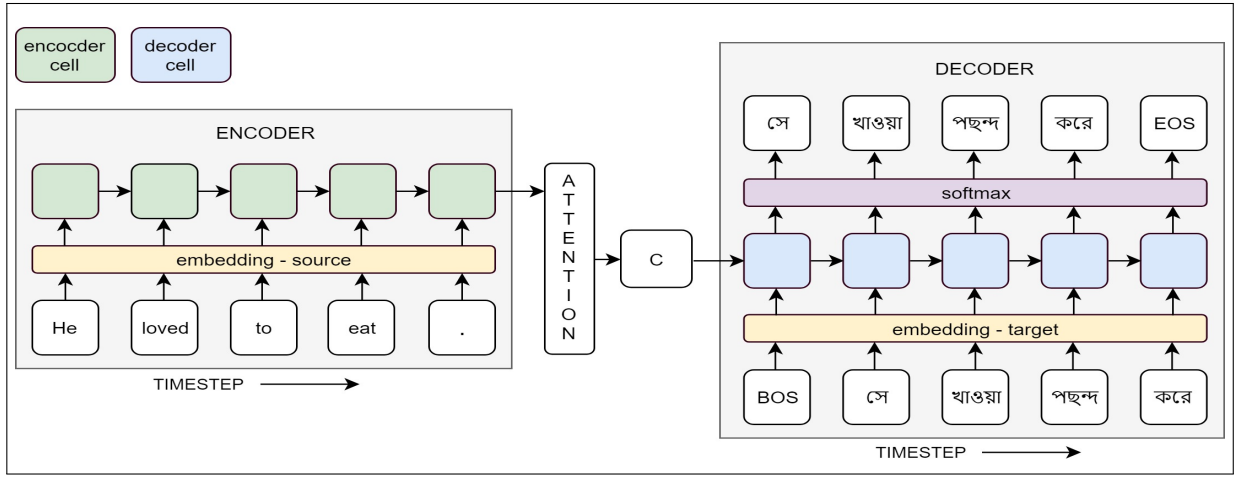 encocder
cell
decoder
cell
ENCODER
embedding - source
He loved to eat .
TIMESTEP
ATTENTION
C
DECODER
সে খাওয়া পছন্দ করে EOS
softmax
embedding - target
BOS সে খাওয়া পছন্দ করে
TIMESTEP